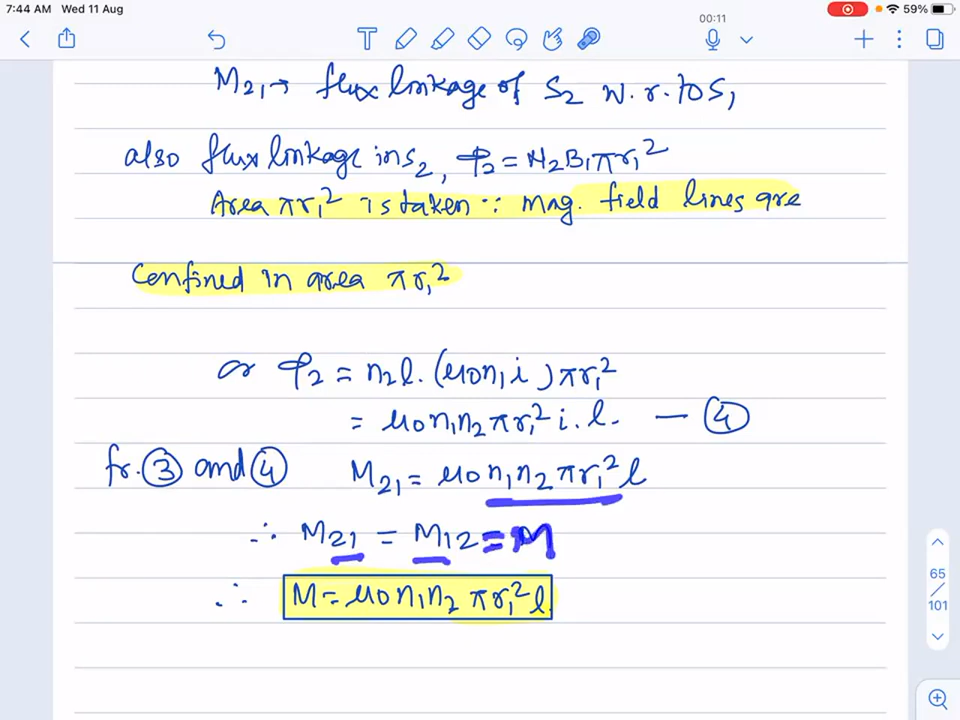 7:44 AM Wed 11 Aug
59%
00:11
M₂₁→ flux linkage of S₂ w.r.to S₁
also flux linkage in S₂, φ₂ = N₂B₁πr₁²
Area πr₁² is taken ∵ mag. field lines are
Confined in area πr₁²
or φ₂ = n₂l.(μ0n₁i)πr₁²
= μ0n₁n₂πr₁²i.l. — ④
fr. ③ and ④ M₂₁ = μ0n₁n₂πr₁²l
∴ M₂₁ = M₁₂ = M
∴ M = μ0n₁n₂πr₁²l.
65
/
101